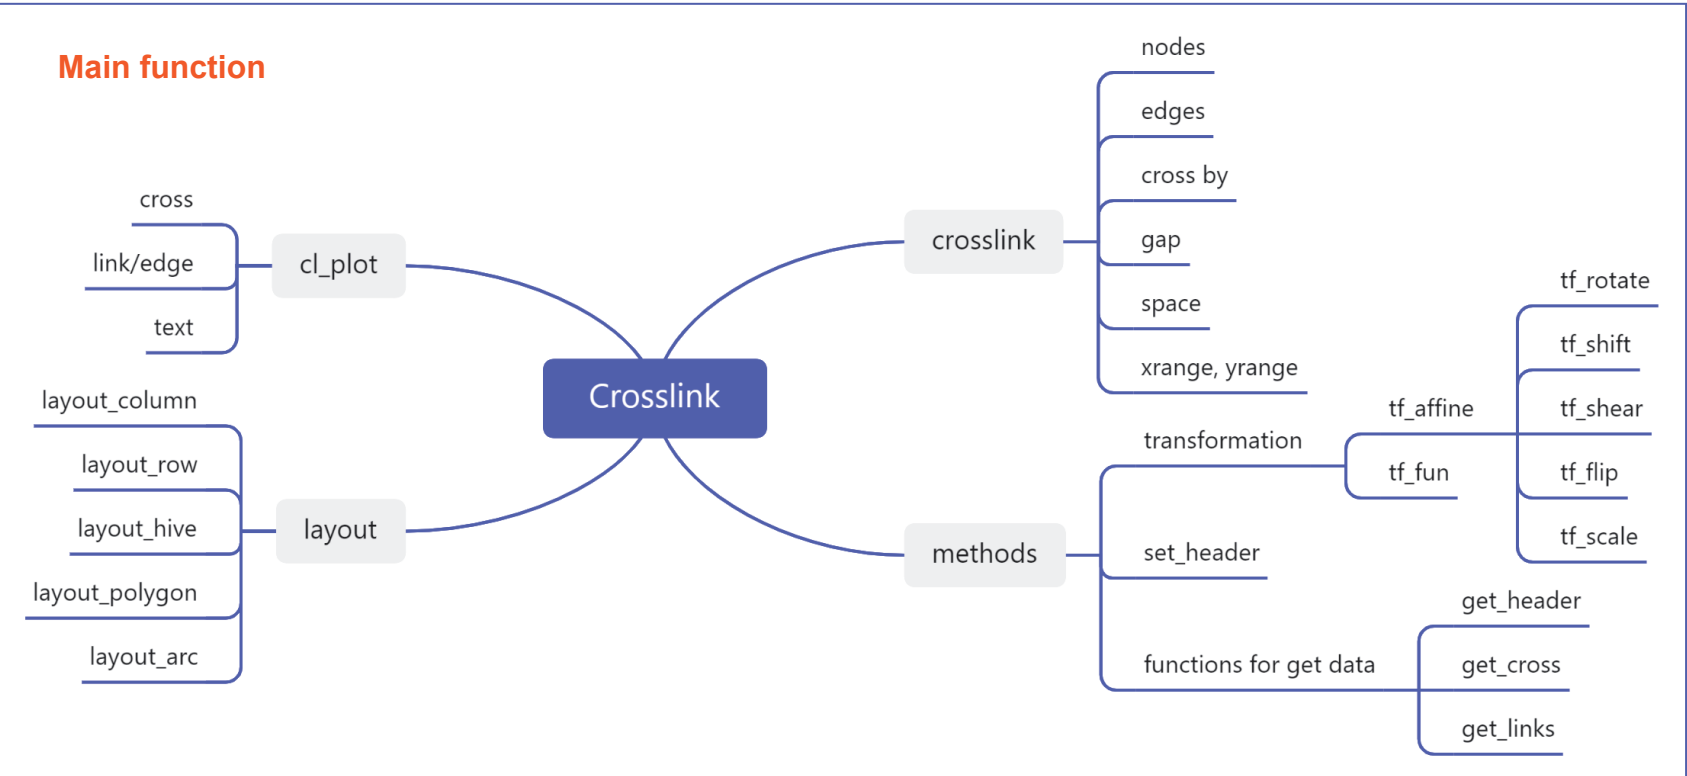 Main function
nodes
edges
cross by
gap
space
xrange, yrange
crosslink
cross
link/edge
text
cl_plot
Crosslink
layout_column
layout_row
layout_hive
layout_polygon
layout_arc
layout
methods
transformation
tf_affine
tf_fun
tf_rotate
tf_shift
tf_shear
tf_flip
tf_scale
set_header
functions for get data
get_header
get_cross
get_links